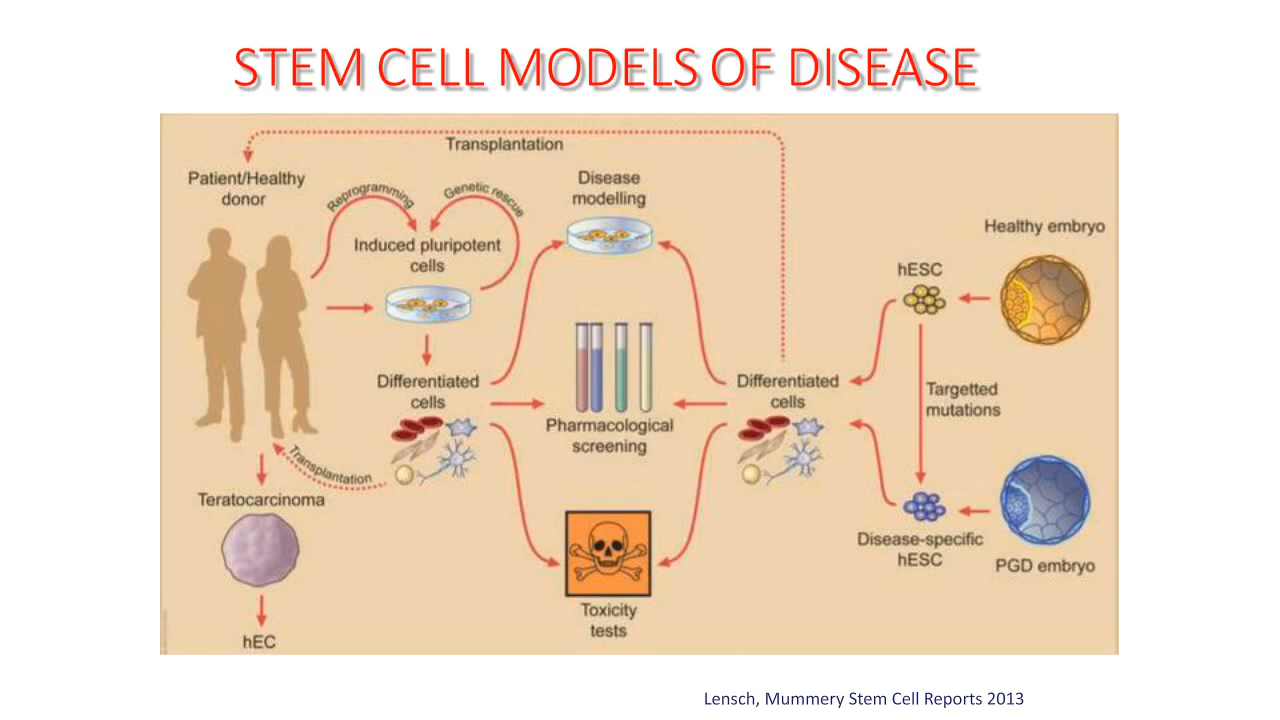 STEM CELL MODELS OF DISEASE
Transplantation
Patient/Healthy
donor
Reprogramming
Genetic rescue
Disease
modelling
Induced pluripotent
cells
Healthy embryo
hESC
Differentiated
cells
Pharmacological
screening
Differentiated
cells
Targetted
mutations
Transplantation
Teratocarcinoma
Disease-specific
hESC
PGD embryo
Toxicity
tests
hEC
Lensch, Mummery Stem Cell Reports 2013